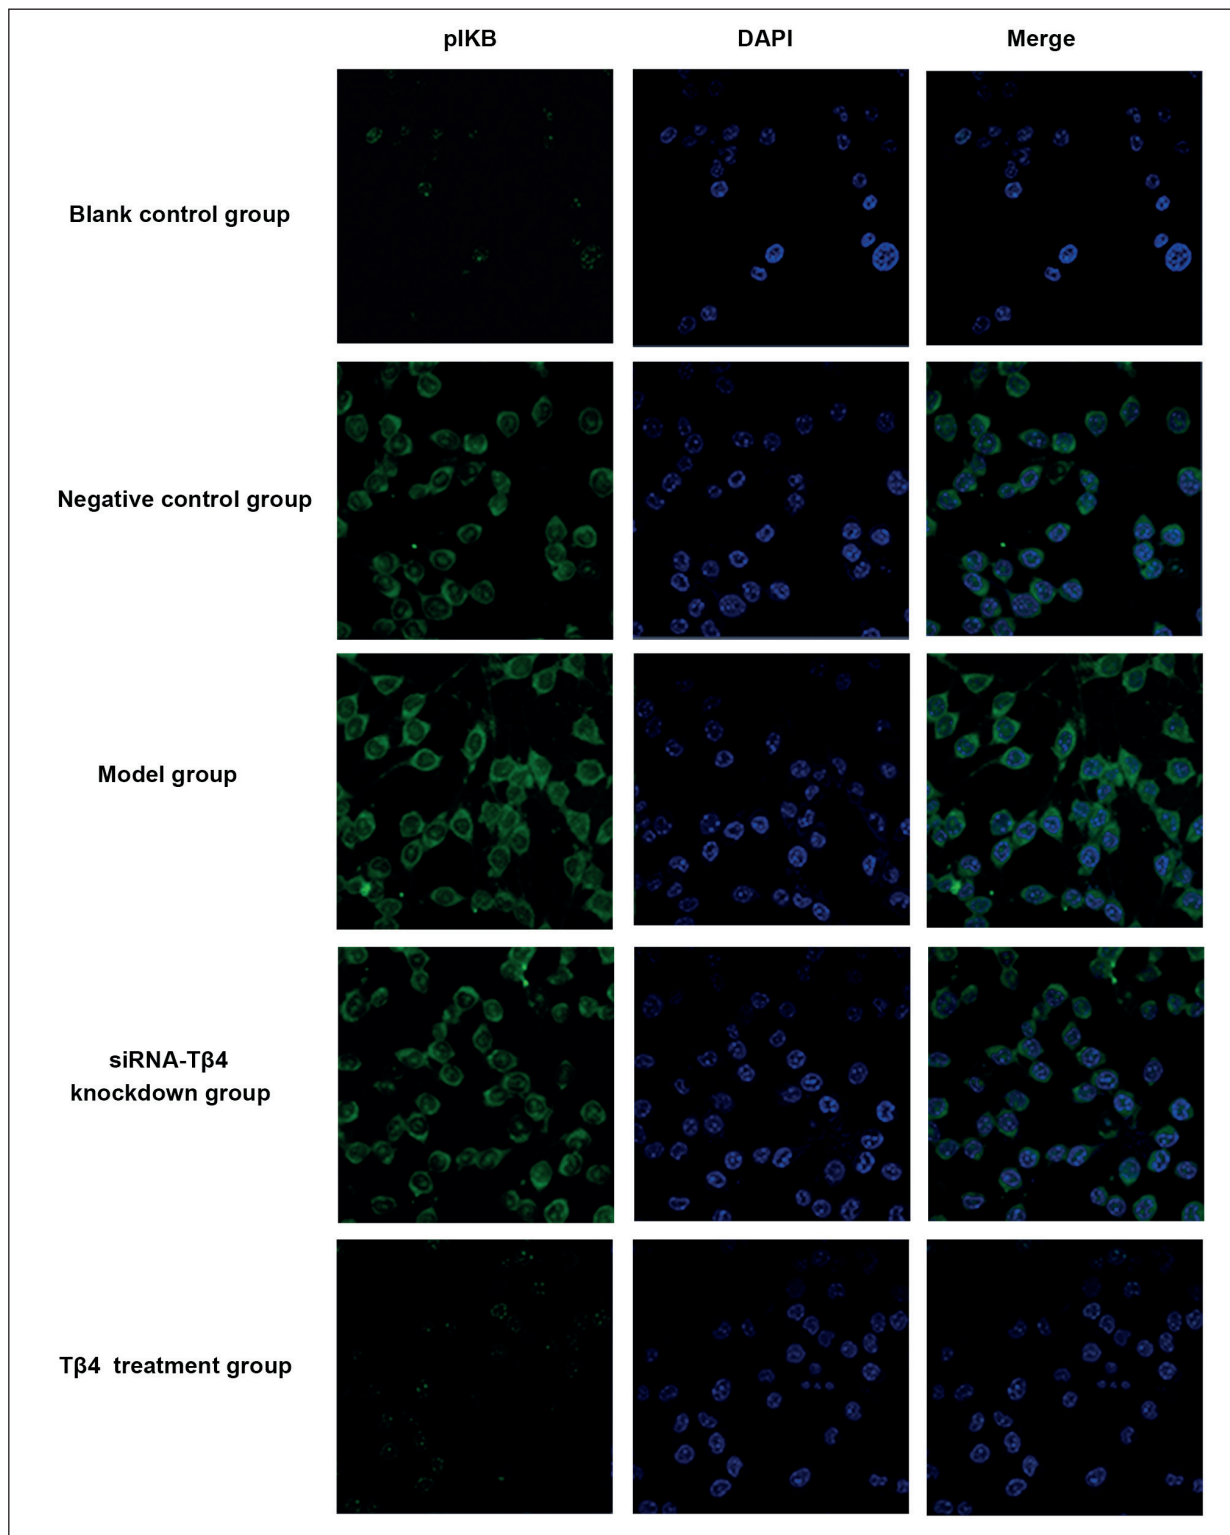 pIKB DAPI Merge
Blank control group
Negative control group
Model group
siRNA-Tβ4
knockdown group
Tβ4 treatment group